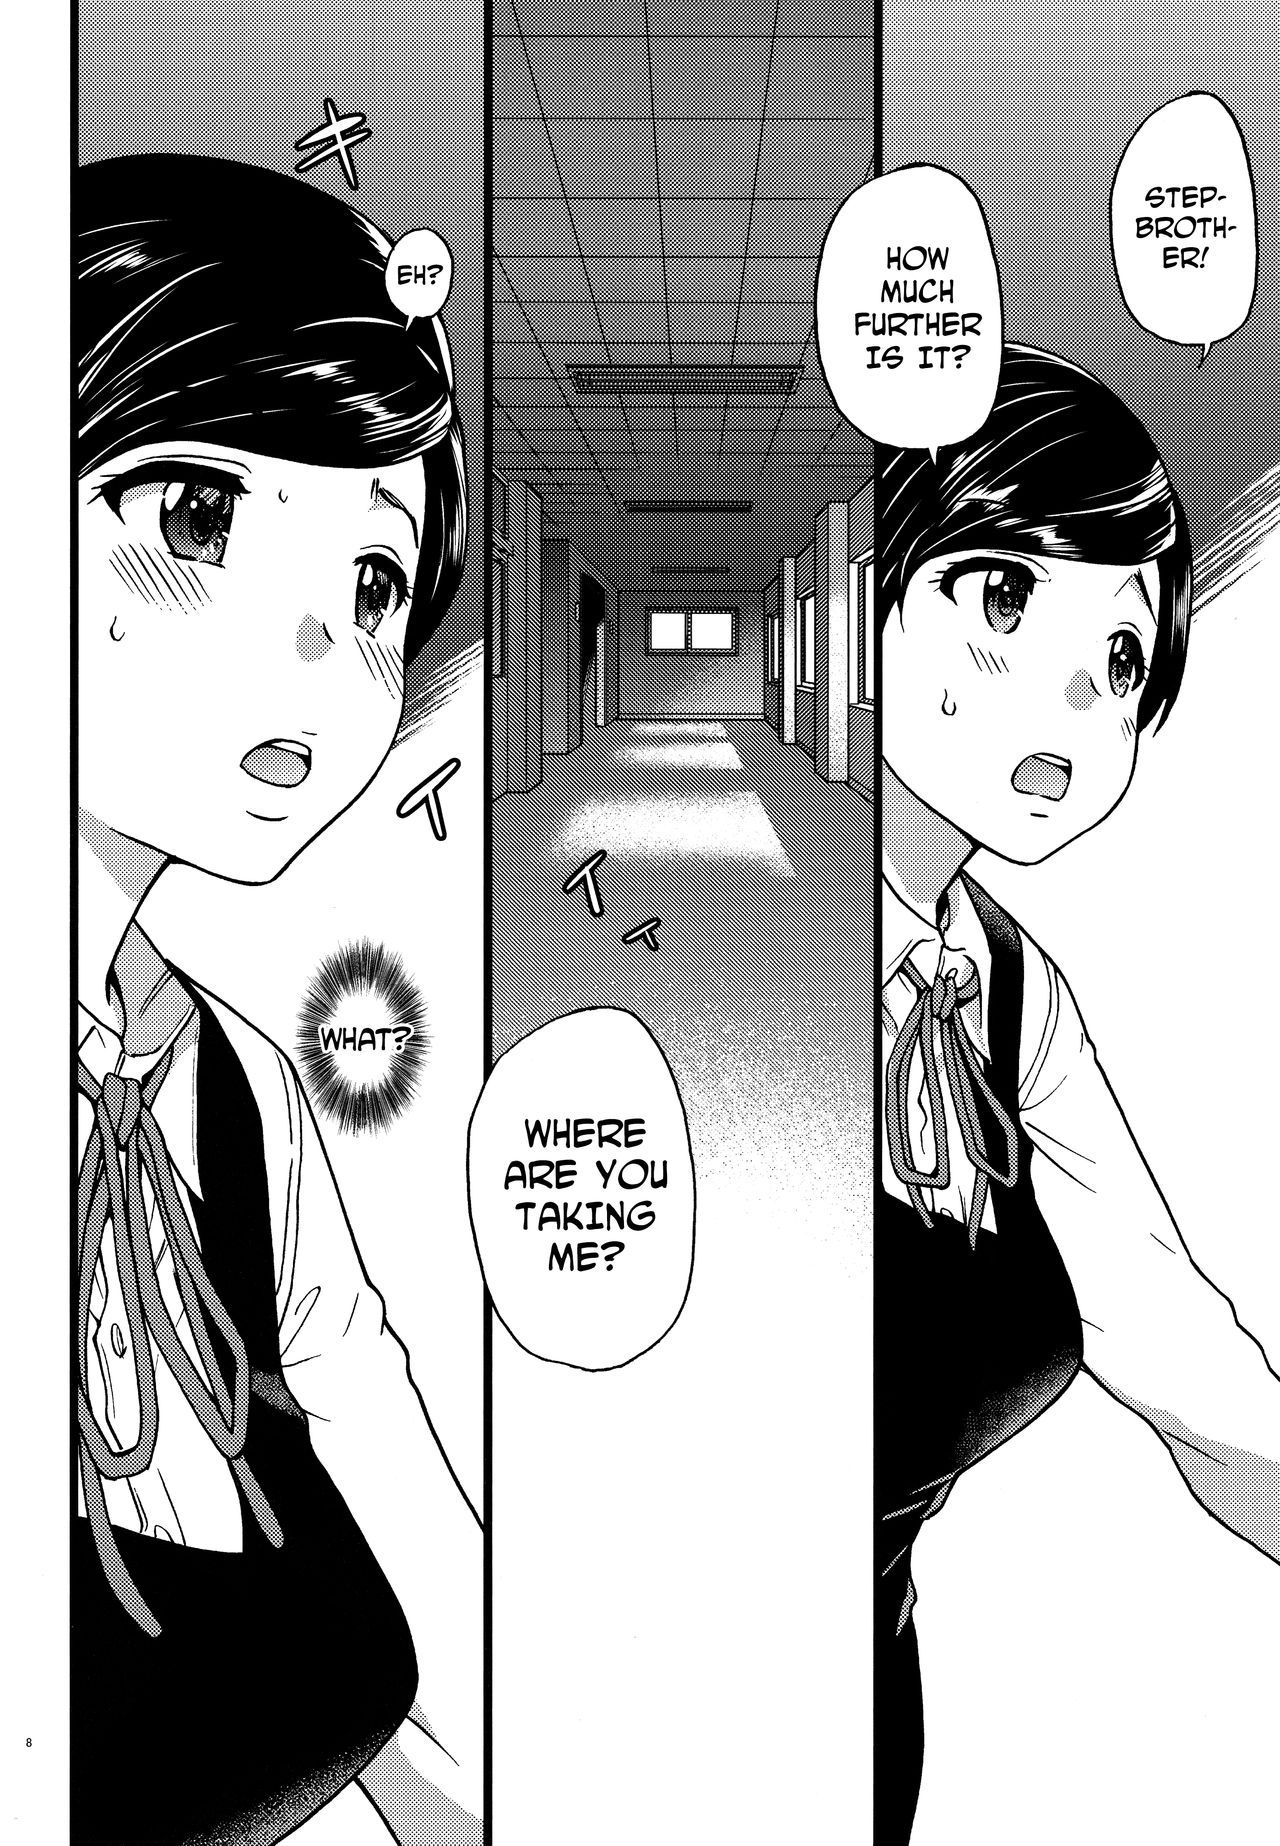 STEP-
BROTH-
ER!
HOW
MUCH
FURTHER
IS IT?
WHERE
ARE YOU
TAKING
ME?
EH?
WHAT?
8